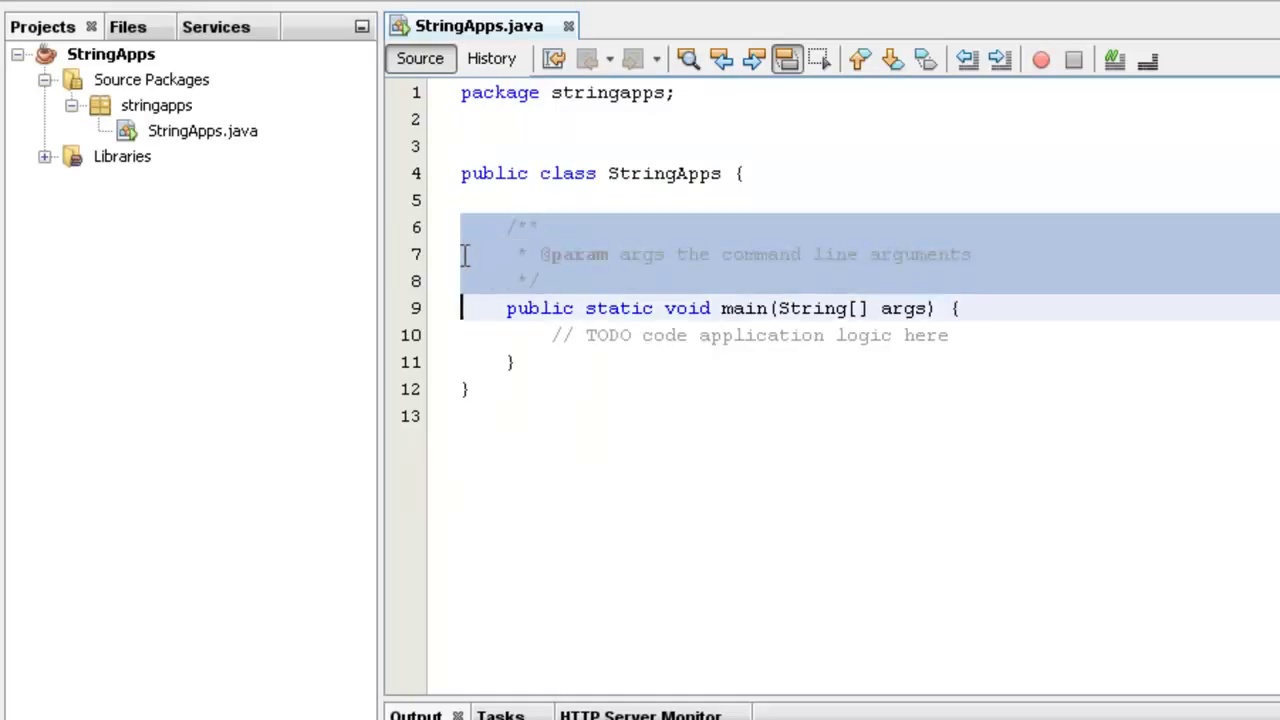 Projects
Files
Services
StringApps
Source Packages
stringapps
StringApps.java
Libraries
StringApps.java
Source
History
1 package stringapps;
2
3
4 public class StringApps {
5
6 /**
7 * @param args the command line arguments
8 */
9 public static void main(String[] args) {
10 // TODO code application logic here
11 }
12 }
13
Output
Tasks
HTTP Server Monitor